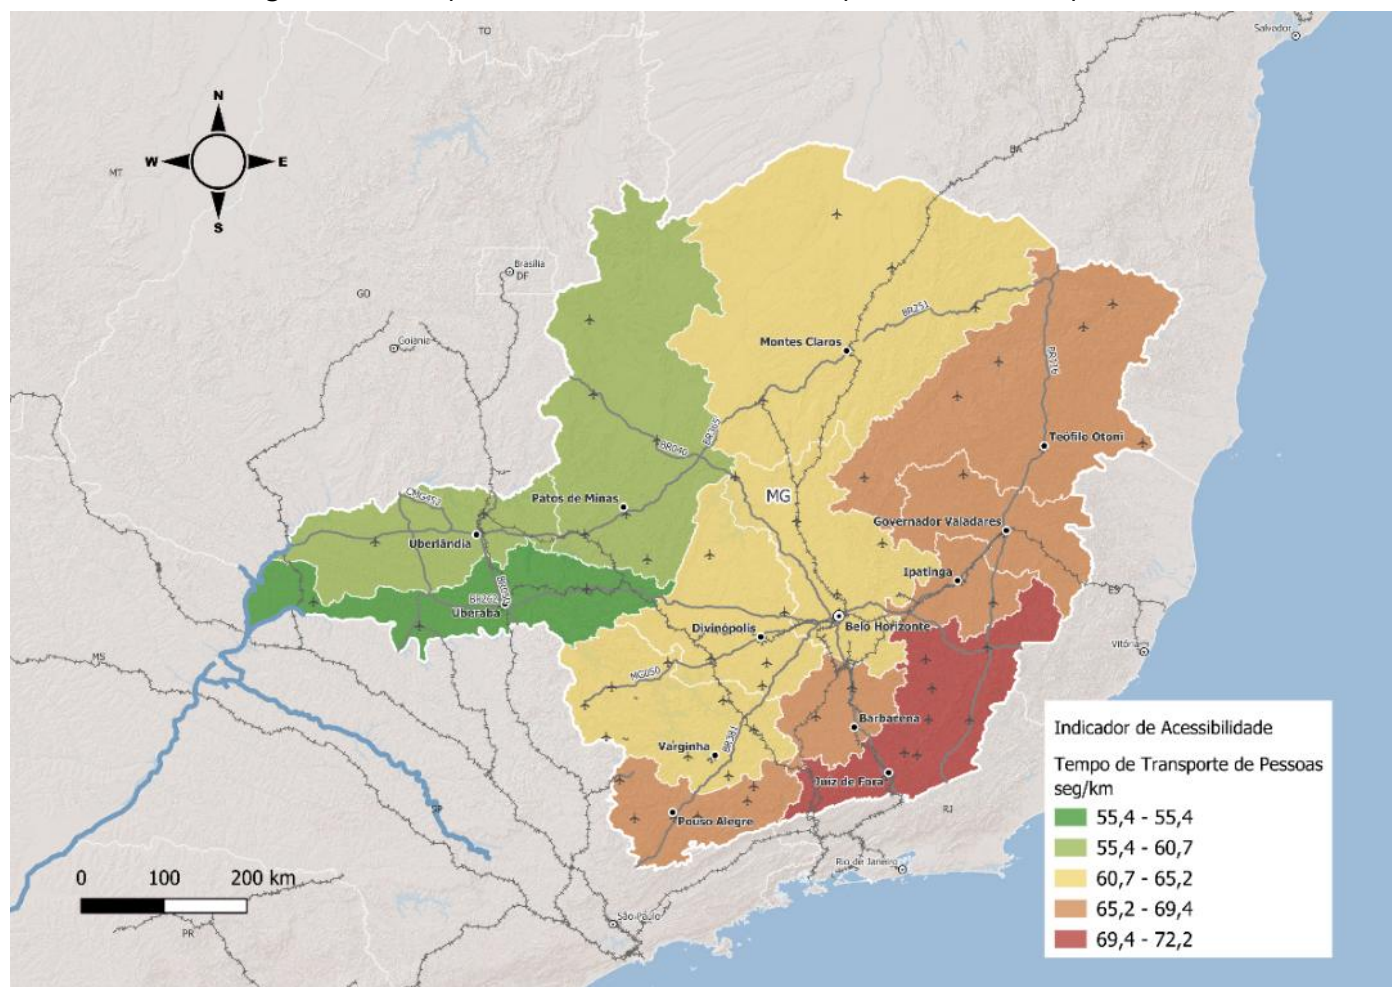 TO
Salvador
N
W
E
S
MT
BA
Brasília
DF
GO
Goiania
BR251
Montes Claros
BR116
BR365
BR040
Teófilo Otoni
MG
Patos de Minas
Governador Valadares
Uberlândia
Ipatinga
BR262
Uberaba
ES
Divinópolis
Belo Horizonte
Vitória
MS
MG050
Barbacena
BR381
Varginha
Juiz de Fora
RJ
SP
Pouso Alegre
Rio de Janeiro
0 100 200 km
São Paulo
PR
Indicador de Acessibilidade
Tempo de Transporte de Pessoas
seg/km
55,4 - 55,4
55,4 - 60,7
60,7 - 65,2
65,2 - 69,4
69,4 - 72,2